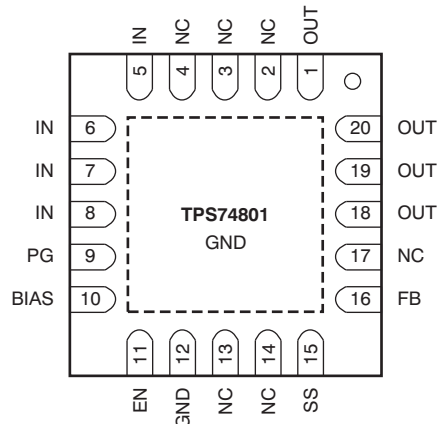 IN NC NC NC OUT
5 4 3 2 1
IN 6 20 OUT
IN 7 19 OUT
IN 8 18 OUT
PG 9 17 NC
BIAS 10 16 FB
TPS74801
GND
11 12 13 14 15
EN GND NC NC SS